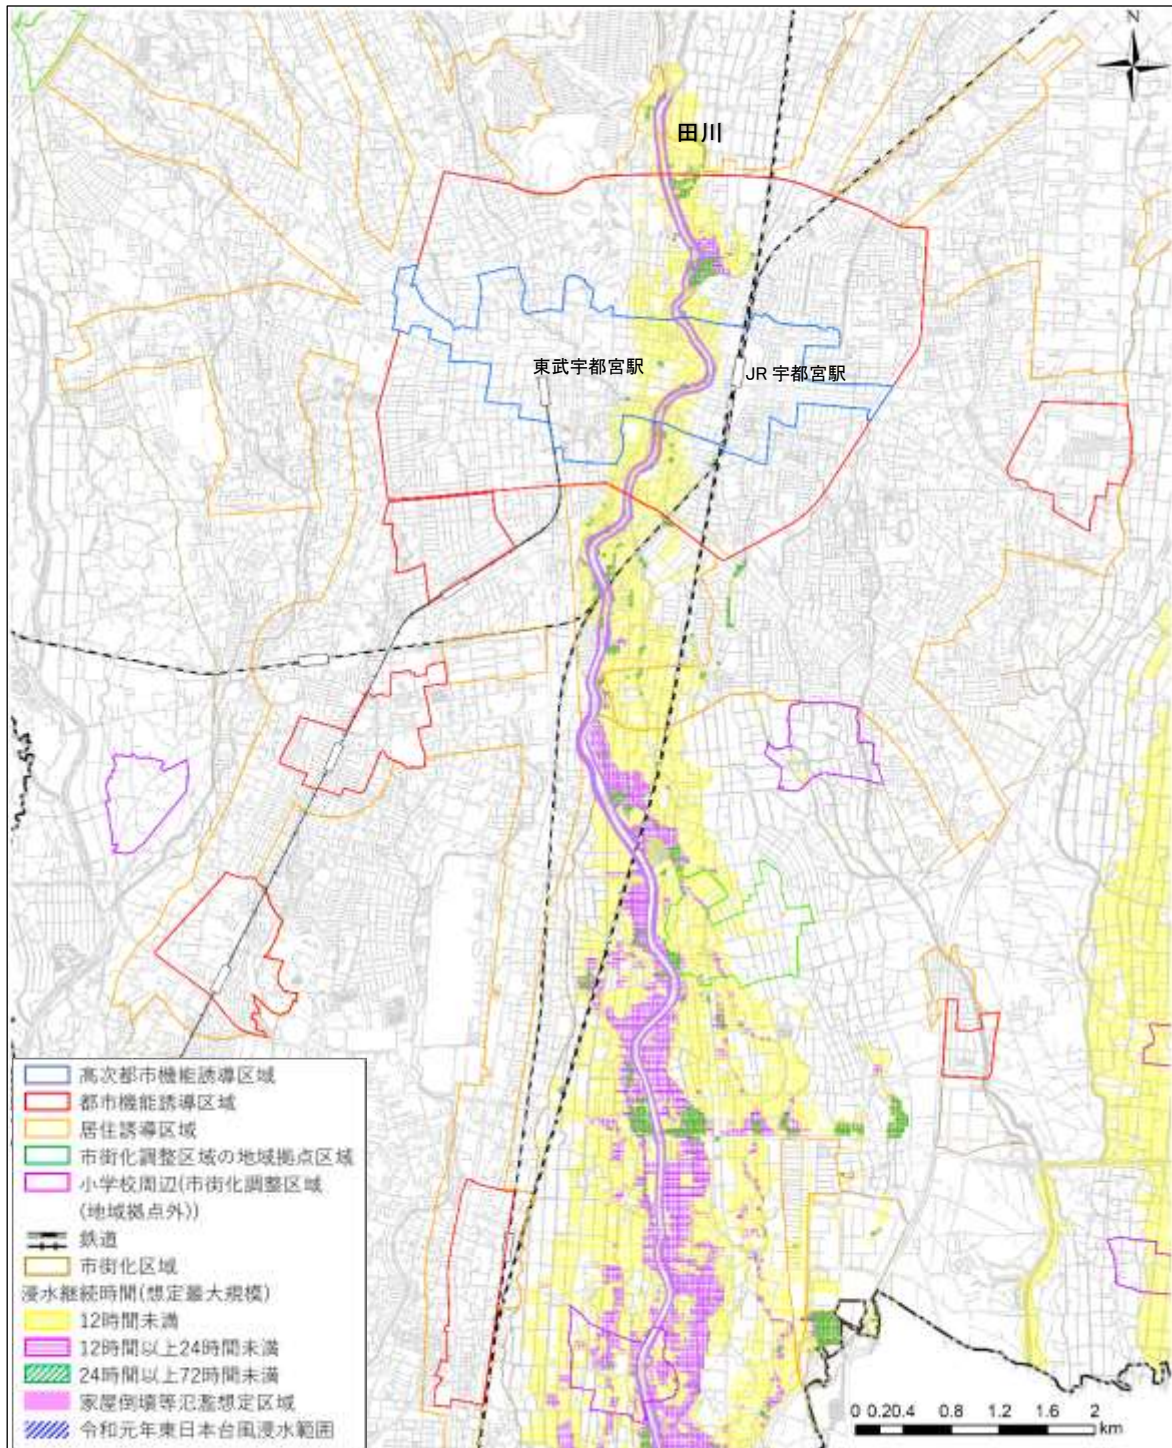 N
田川
東武宇都宮駅
JR 宇都宮駅
高次都市機能誘導区域
都市機能誘導区域
居住誘導区域
市街化調整区域の地域拠点区域
小学校周辺(市街化調整区域
(地域拠点外))
鉄道
市街化区域
浸水継続時間(想定最大規模)
12時間未満
12時間以上24時間未満
24時間以上72時間未満
家屋倒壊等氾濫想定区域
令和元年東日本台風浸水範囲
0 0.20.4 0.8 1.2 1.6 2
km